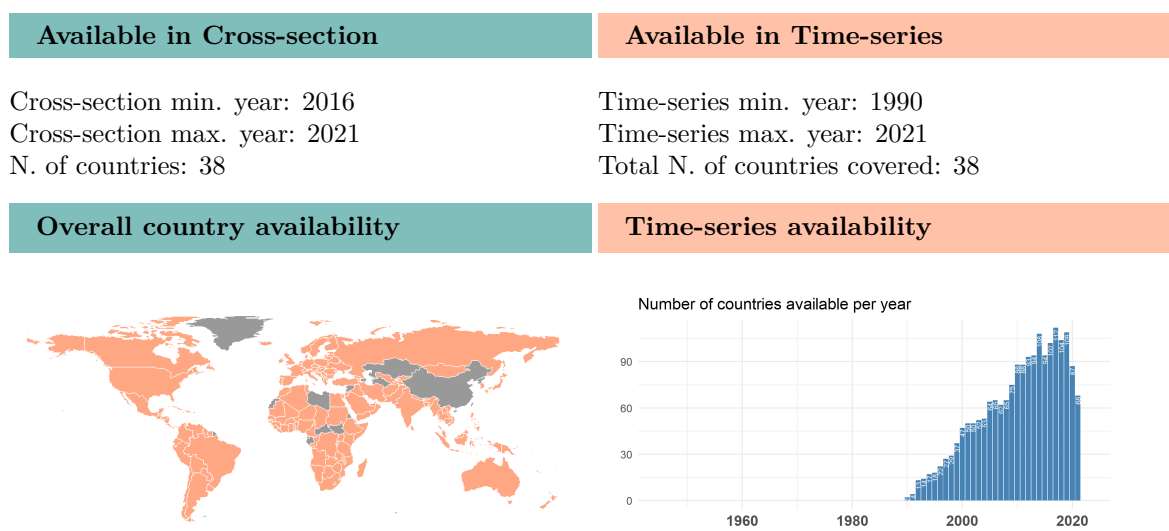 Available in Cross-section
Available in Time-series
Cross-section min. year: 2016
Cross-section max. year: 2021
N. of countries: 38
Time-series min. year: 1990
Time-series max. year: 2021
Total N. of countries covered: 38
Overall country availability
Time-series availability
Number of countries available per year
90
60
30
0
1960
1980
2000
2020